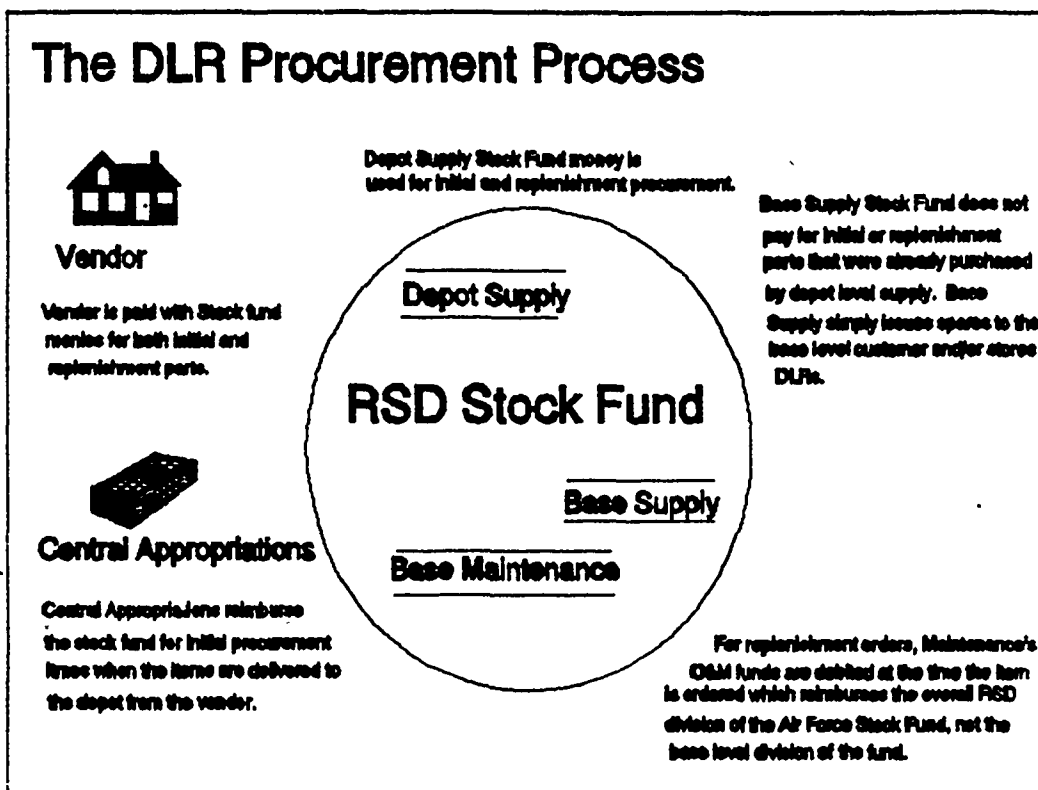 The DLR Procurement Process
Depot Supply Stock Fund money is
used for initial and replenishment procurement.
Vendor
Vendor is paid with Stock fund
monies for both initial and
replenishment parts.
Base Supply Stock Fund does not
pay for initial or replenishment
parts that were already purchased
by depot level supply. Base
Supply simply issues spares to the
base level customer and/or stores
DLRs.
Depot Supply
RSD Stock Fund
Base Supply
Base Maintenance
Central Appropriations
Central Appropriations reimburse
the stock fund for initial procurement
items when the items are delivered to
the depot from the vendor.
For replenishment orders, Maintenance's
O&M funds are debited at the time the item
is ordered which reimburses the overall RSD
division of the Air Force Stock Fund, not the
base level division of the fund.